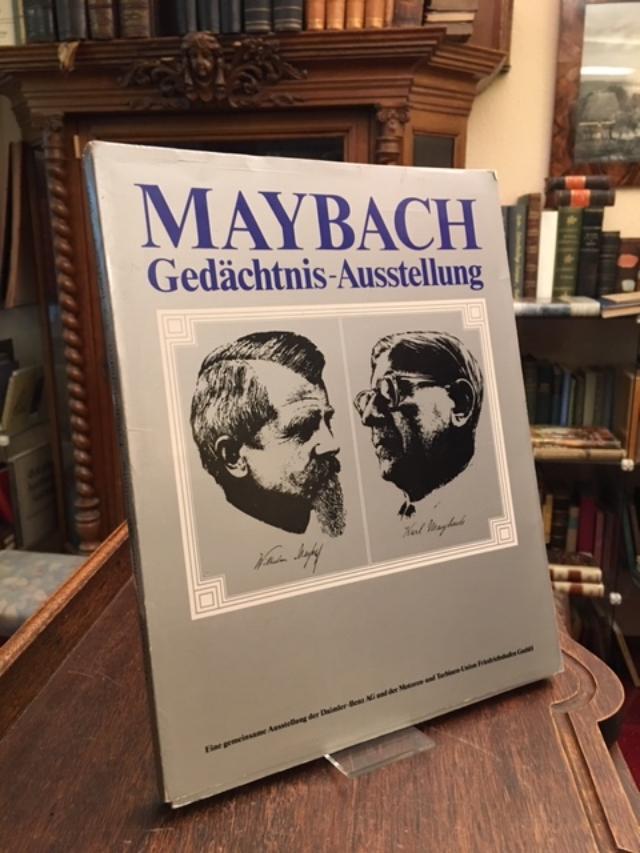 MAYBACH
Gedächtnis-Ausstellung
Wilhelm Maybach
Karl Maybach
Eine gemeinsame Ausstellung der Daimler-Benz AG und der Motoren- und Turbinen-Union Friedrichshafen GmbH